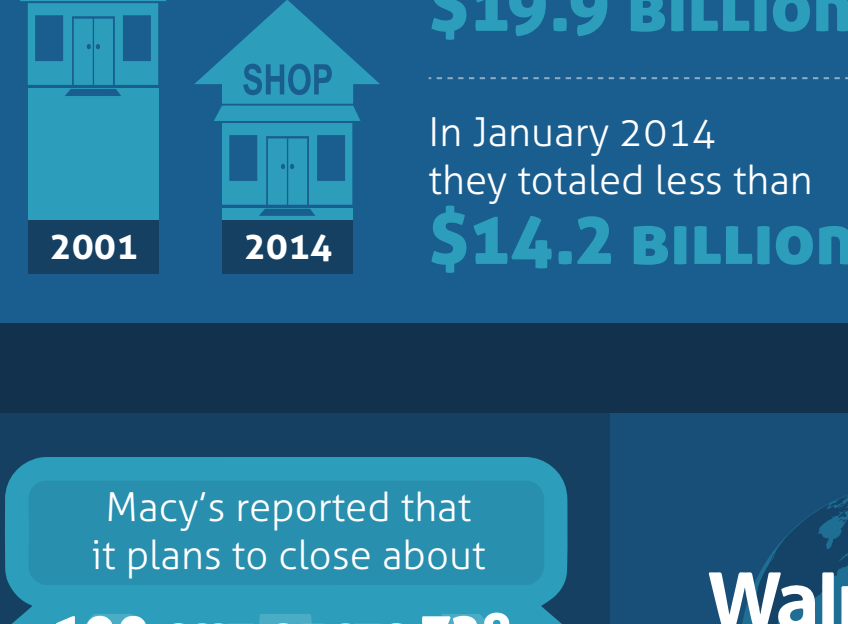 $19.9 BILLION
SHOP
In January 2014
they totaled less than
$14.2 BILLION
2001
2014
Macy's reported that
it plans to close about